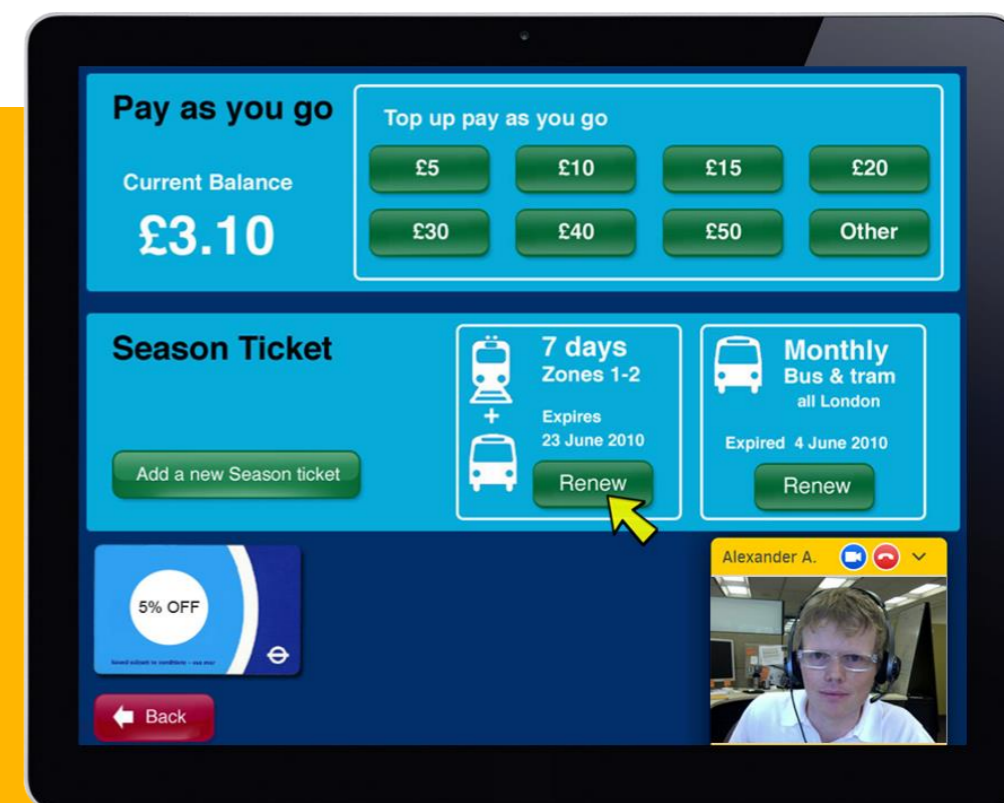 Pay as you go
Current Balance
£3.10
Top up pay as you go
£5 £10 £15 £20
£30 £40 £50 Other
Season Ticket
Add a new Season ticket
7 days
Zones 1-2
+
Expires
23 June 2010
Renew
Monthly
Bus & tram
all London
Expired 4 June 2010
Renew
5% OFF
Alexander A.
Back